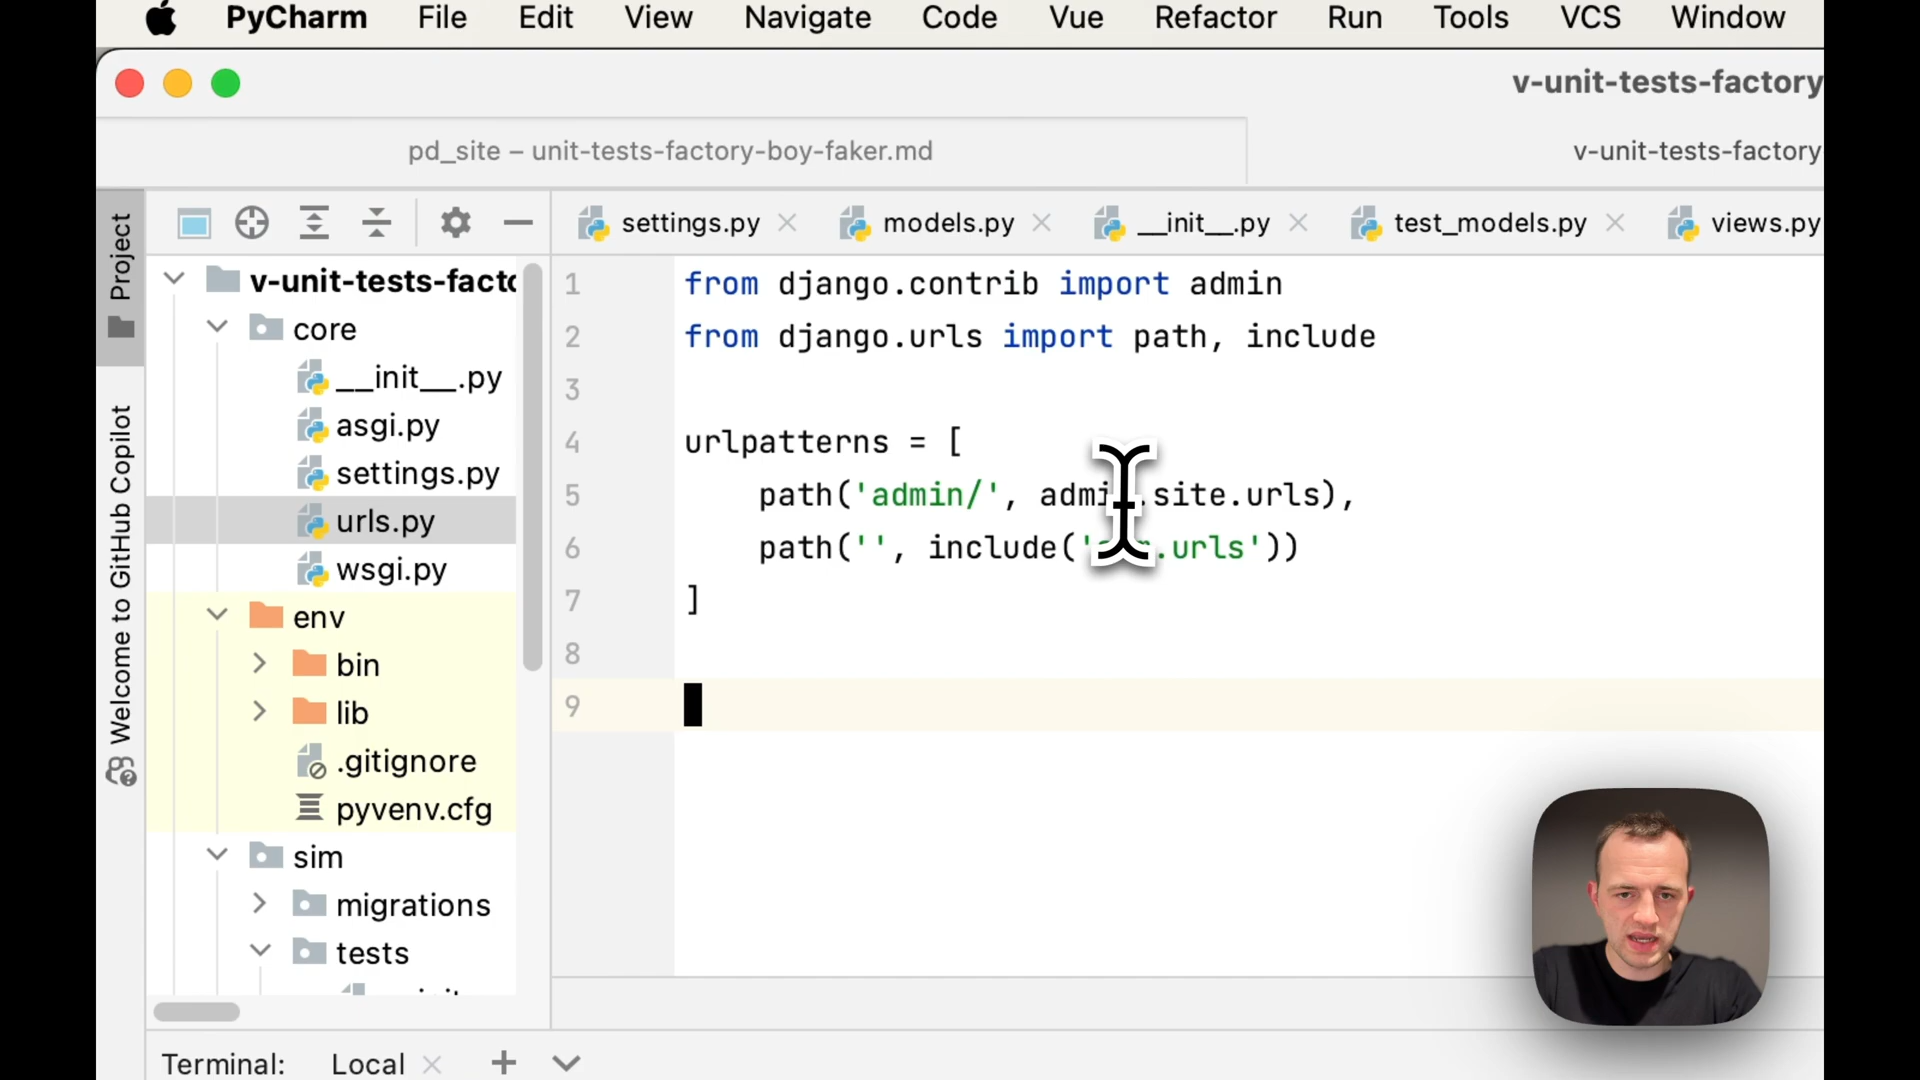 PyCharm File Edit View Navigate Code Vue Refactor Run Tools VCS Window
v-unit-tests-factory
pd_site – unit-tests-factory-boy-faker.md
v-unit-tests-factory
settings.py
models.py
__init__.py
test_models.py
views.py
Project
Welcome to GitHub Copilot
v-unit-tests-facto
core
__init__.py
asgi.py
settings.py
urls.py
wsgi.py
env
bin
lib
.gitignore
pyvenv.cfg
sim
migrations
tests
1 from django.contrib import admin
2 from django.urls import path, include
3
4 urlpatterns = [
5 path('admin/', admin.site.urls),
6 path('', include('sim.urls'))
7 ]
8
9
Terminal: Local